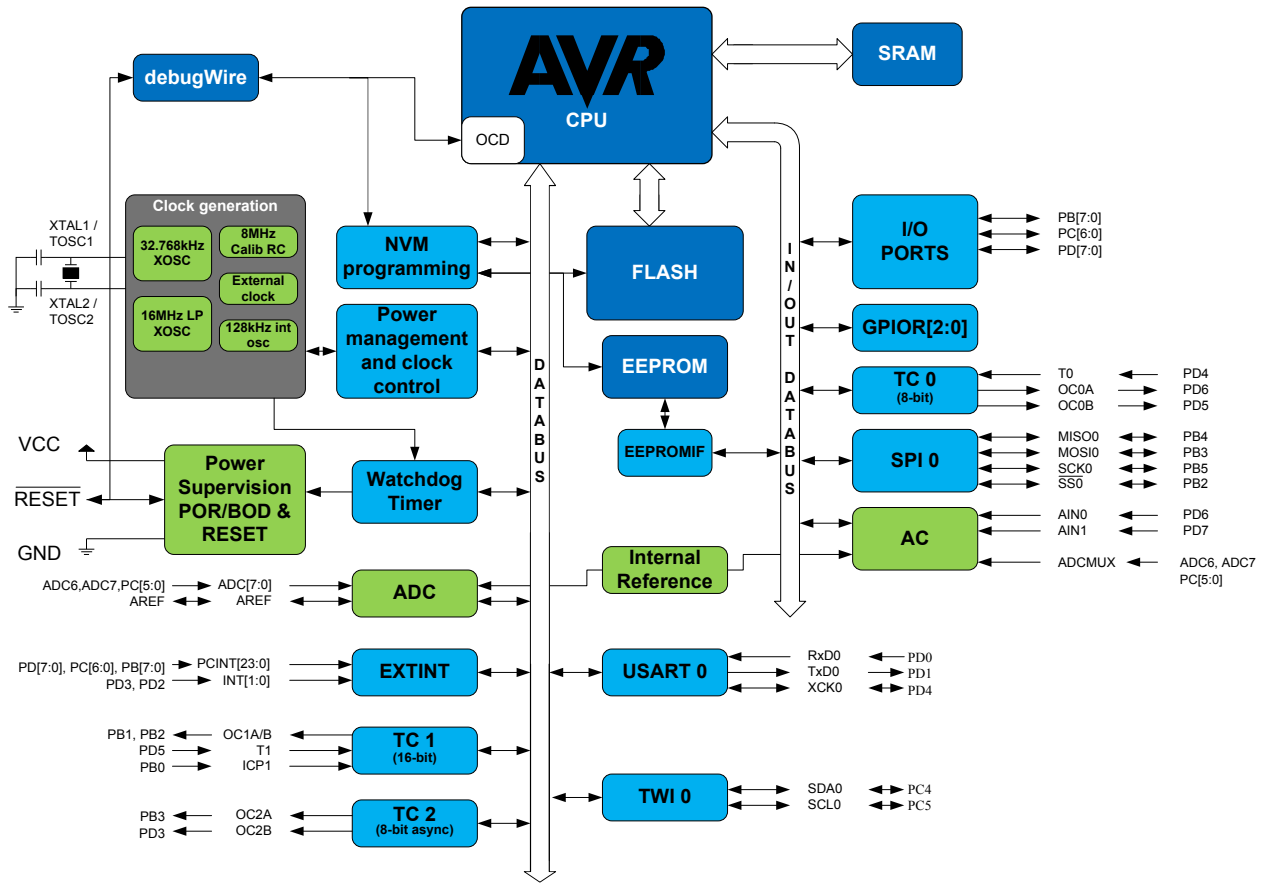 AVR
CPU
OCD
SRAM
debugWire
Clock generation
XTAL1 /
TOSC1
32.768kHz
XOSC
8MHz
Calib RC
External
clock
XTAL2 /
TOSC2
16MHz LP
XOSC
128kHz int
osc
NVM
programming
FLASH
Power
management
and clock
control
EEPROM
EEPROMIF
DATABUS
IN/OUT DATABUS
I/O
PORTS
PB[7:0]
PC[6:0]
PD[7:0]
GPIOR[2:0]
TC 0
(8-bit)
T0 PD4
OC0A PD6
OC0B PD5
SPI 0
MISO0 PB4
MOSI0 PB3
SCK0 PB5
SS0 PB2
AC
AIN0 PD6
AIN1 PD7
ADCMUX ADC6, ADC7
PC[5:0]
VCC
RESET
GND
Power
Supervision
POR/BOD &
RESET
Watchdog
Timer
Internal
Reference
ADC6,ADC7,PC[5:0] ADC[7:0]
AREF AREF
ADC
PD[7:0], PC[6:0], PB[7:0] PCINT[23:0]
PD3, PD2 INT[1:0]
EXTINT
USART 0
RxD0 PD0
TxD0 PD1
XCK0 PD4
PB1, PB2 OC1A/B
PD5 T1
PB0 ICP1
TC 1
(16-bit)
TWI 0
SDA0 PC4
SCL0 PC5
PB3 OC2A
PD3 OC2B
TC 2
(8-bit async)